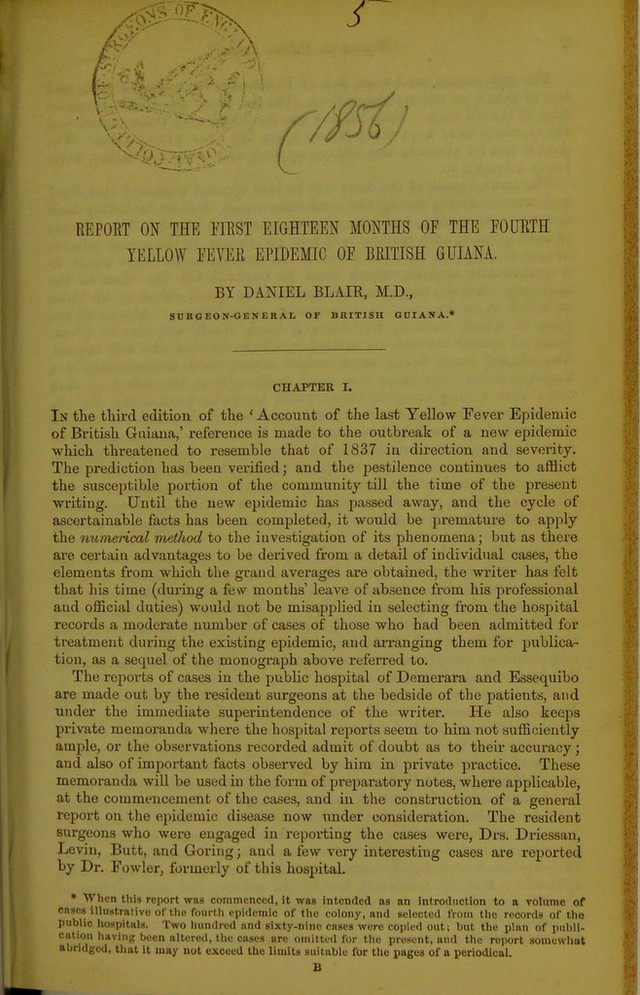 5
(1856)
REPORT ON THE FIRST EIGHTEEN MONTHS OF THE FOURTH
YELLOW FEVER EPIDEMIC OF BRITISH GUIANA.
BY DANIEL BLAIR, M.D.,
SURGEON-GENERAL OF BRITISH GUIANA.*
CHAPTER I.
IN the third edition of the ‘Account of the last Yellow Fever Epidemic
of British Guiana,’ reference is made to the outbreak of a new epidemic
which threatened to resemble that of 1837 in direction and severity.
The prediction has been verified; and the pestilence continues to afflict
the susceptible portion of the community till the time of the present
writing. Until the new epidemic has passed away, and the cycle of
ascertainable facts has been completed, it would be premature to apply
the numerical method to the investigation of its phenomena; but as there
are certain advantages to be derived from a detail of individual cases, the
elements from which the grand averages are obtained, the writer has felt
that his time (during a few months’ leave of absence from his professional
and official duties) would not be misapplied in selecting from the hospital
records a moderate number of cases of those who had been admitted for
treatment during the existing epidemic, and arranging them for publica-
tion, as a sequel of the monograph above referred to.
The reports of cases in the public hospital of Demerara and Essequibo
are made out by the resident surgeons at the bedside of the patients, and
under the immediate superintendence of the writer. He also keeps
private memoranda where the hospital reports seem to him not sufficiently
ample, or the observations recorded admit of doubt as to their accuracy;
and also of important facts observed by him in private practice. These
memoranda will be used in the form of preparatory notes, where applicable,
at the commencement of the cases, and in the construction of a general
report on the epidemic disease now under consideration. The resident
surgeons who were engaged in reporting the cases were, Drs. Driessan,
Levin, Butt, and Goring; and a few very interesting cases are reported
by Dr. Fowler, formerly of this hospital.
* When this report was commenced, it was intended as an introduction to a volume of
cases illustrative of the fourth epidemic of the colony, and selected from the records of the
public hospitals. Two hundred and sixty-nine cases were copied out; but the plan of publi-
cation having been altered, the cases are omitted for the present, and the report somewhat
abridged, that it may not exceed the limits suitable for the pages of a periodical.
B